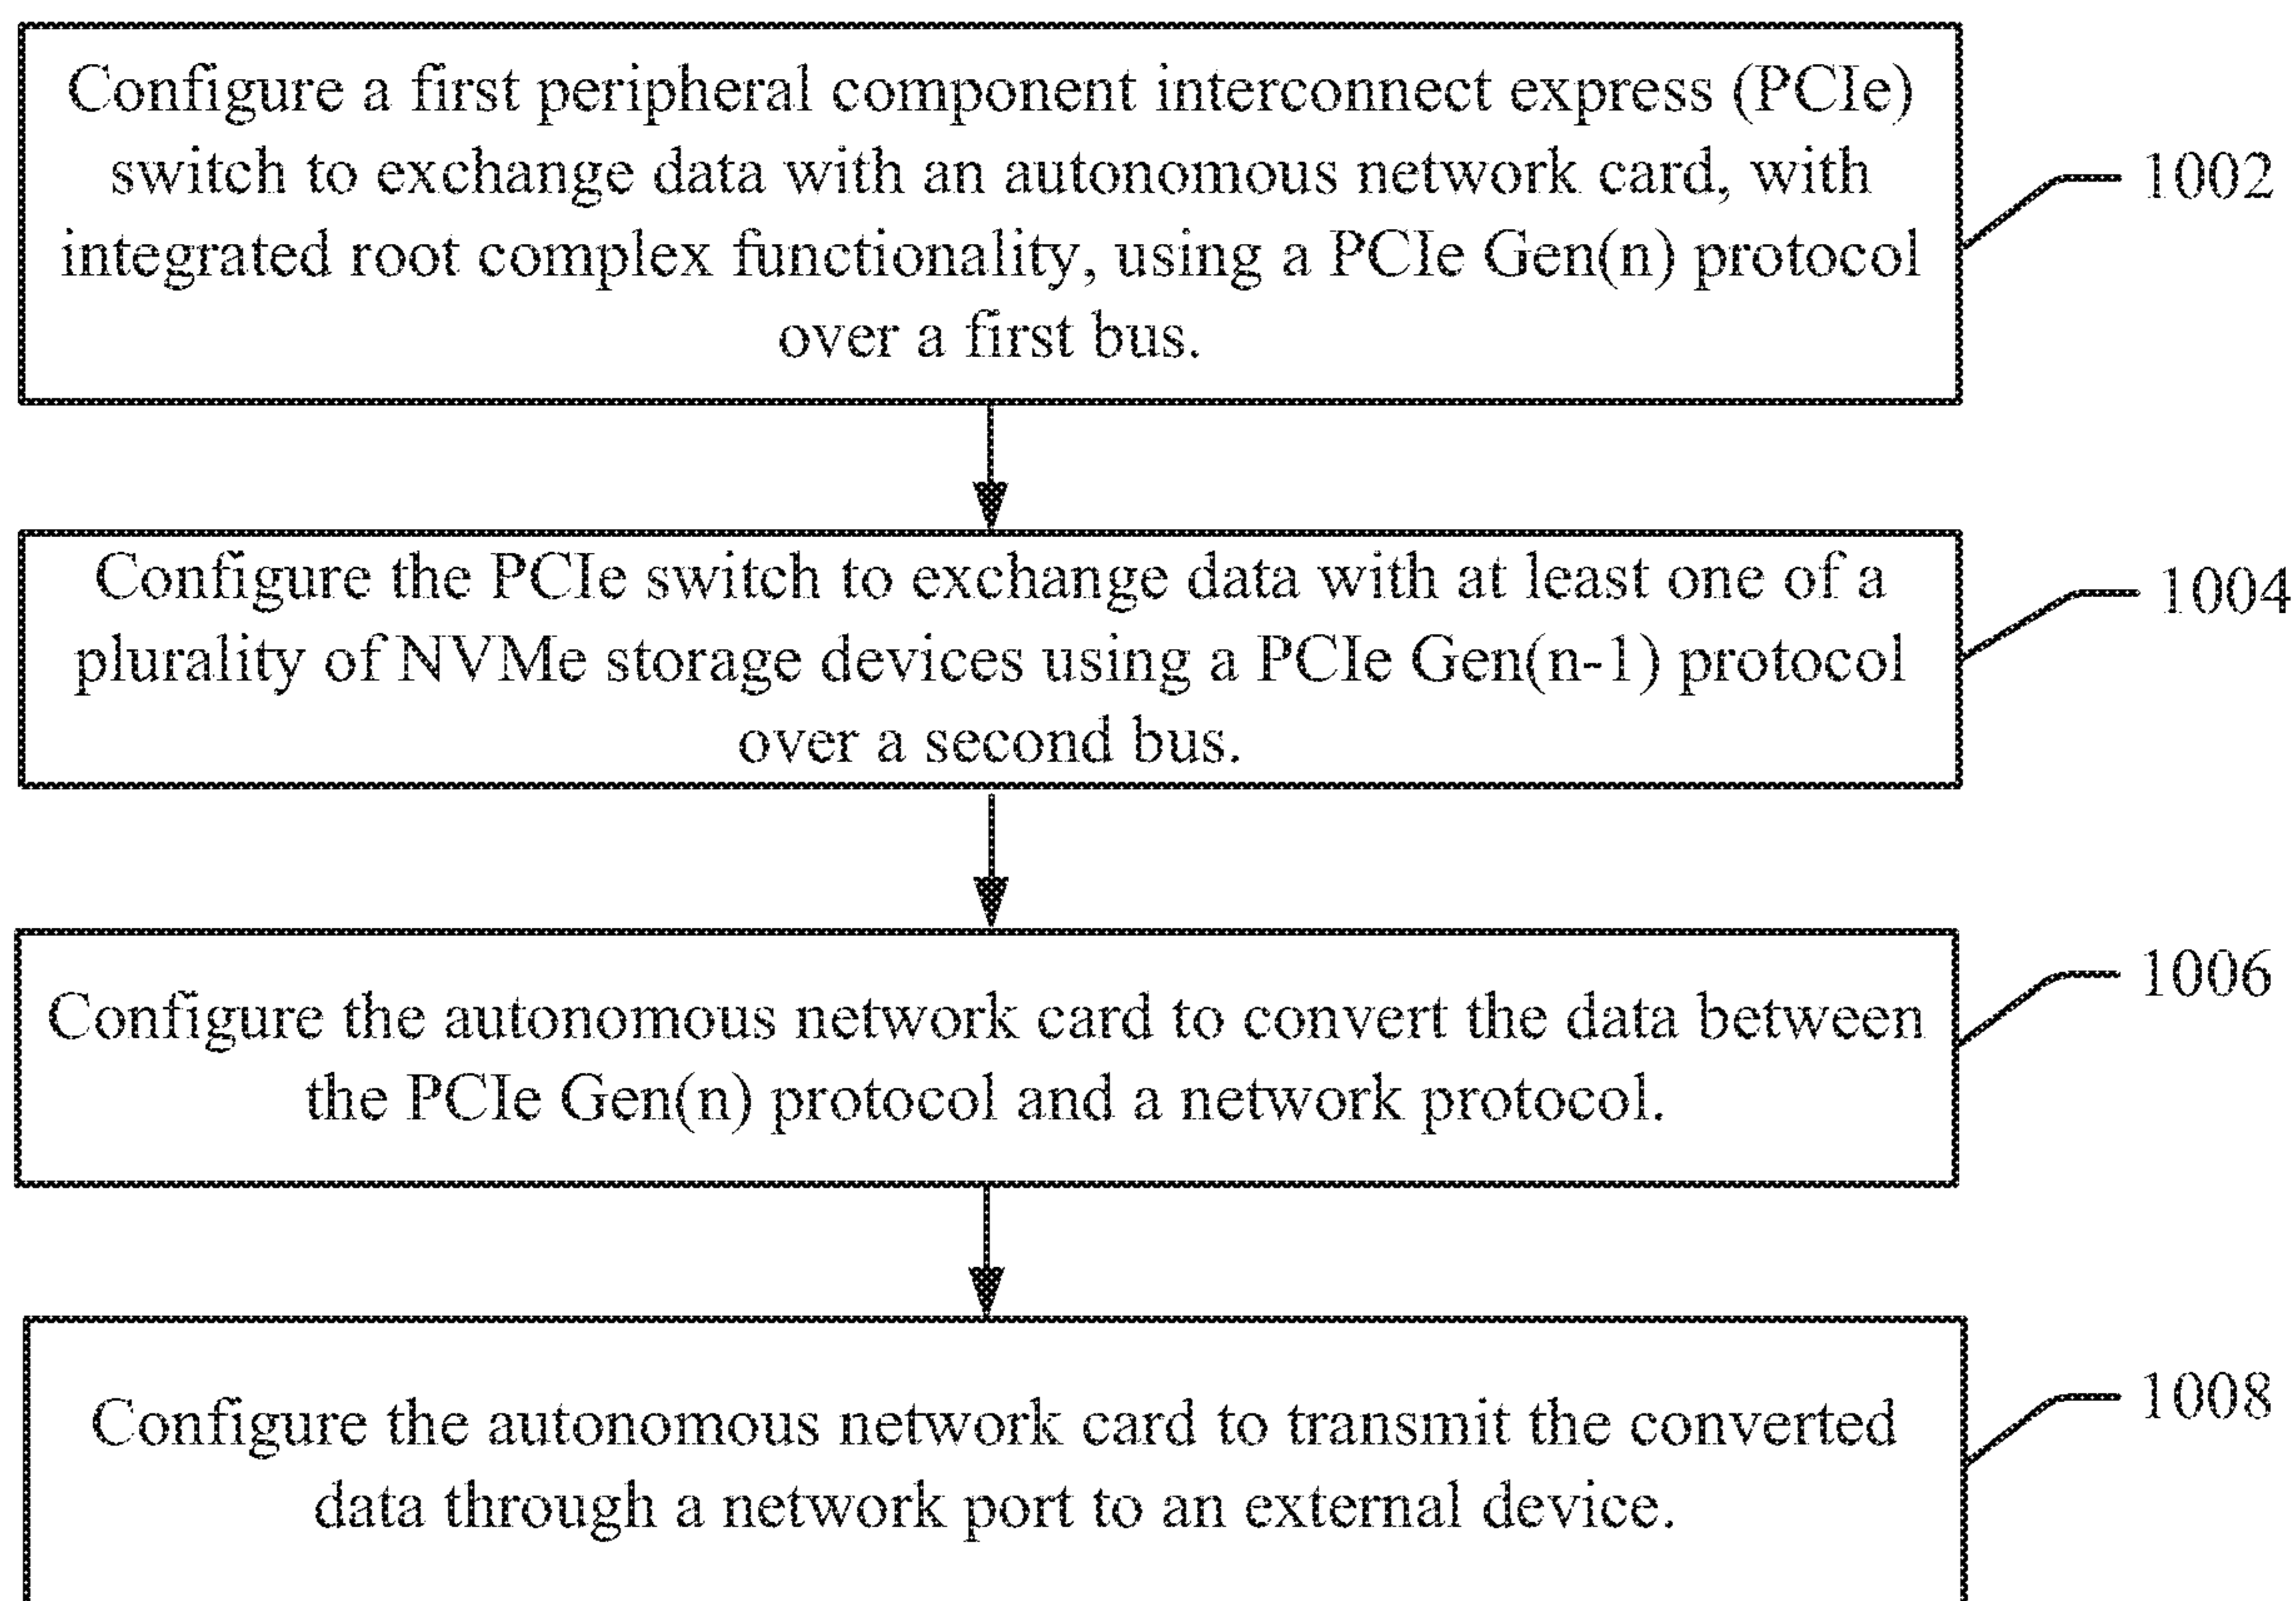 Configure a first peripheral component interconnect express (PCIe)
switch to exchange data with an autonomous network card, with
integrated root complex functionality, using a PCIe Gen(n) protocol
over a first bus.
1002
Configure the PCIe switch to exchange data with at least one of a
plurality of NVMe storage devices using a PCIe Gen(n-1) protocol
over a second bus.
1004
Configure the autonomous network card to convert the data between
the PCIe Gen(n) protocol and a network protocol.
1006
Configure the autonomous network card to transmit the converted
data through a network port to an external device.
1008